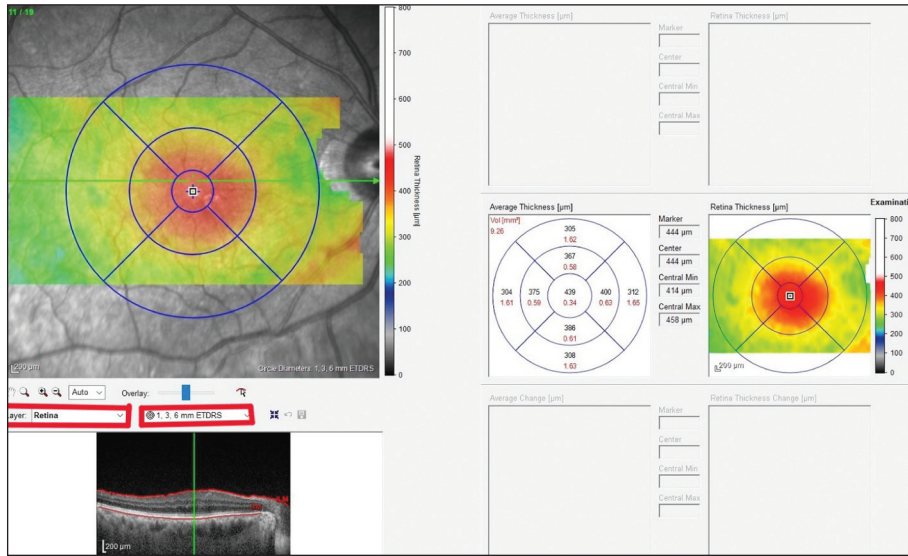 11 / 19
800
700
600
500
400
300
200
100
0
Retina Thickness [µm]
200 µm
Circle Diameters: 1, 3, 6 mm ETDRS
Auto
Overlay:
Layer: Retina
1, 3, 6 mm ETDRS
ILM
200 µm
Average Thickness [µm]
Marker
Center
Central Min
Central Max
Retina Thickness [µm]
Average Thickness [µm]
Vol [mm³]
9.26
305
1.62
367
0.58
304 375 439 400 312
1.61 0.59 0.34 0.63 1.65
386
0.61
308
1.63
Marker
444 µm
Center
444 µm
Central Min
414 µm
Central Max
458 µm
Retina Thickness [µm]
200 µm
Examinati
800
700
600
500
400
300
200
100
0
Average Change [µm]
Marker
Center
Central Min
Central Max
Retina Thickness Change [µm]